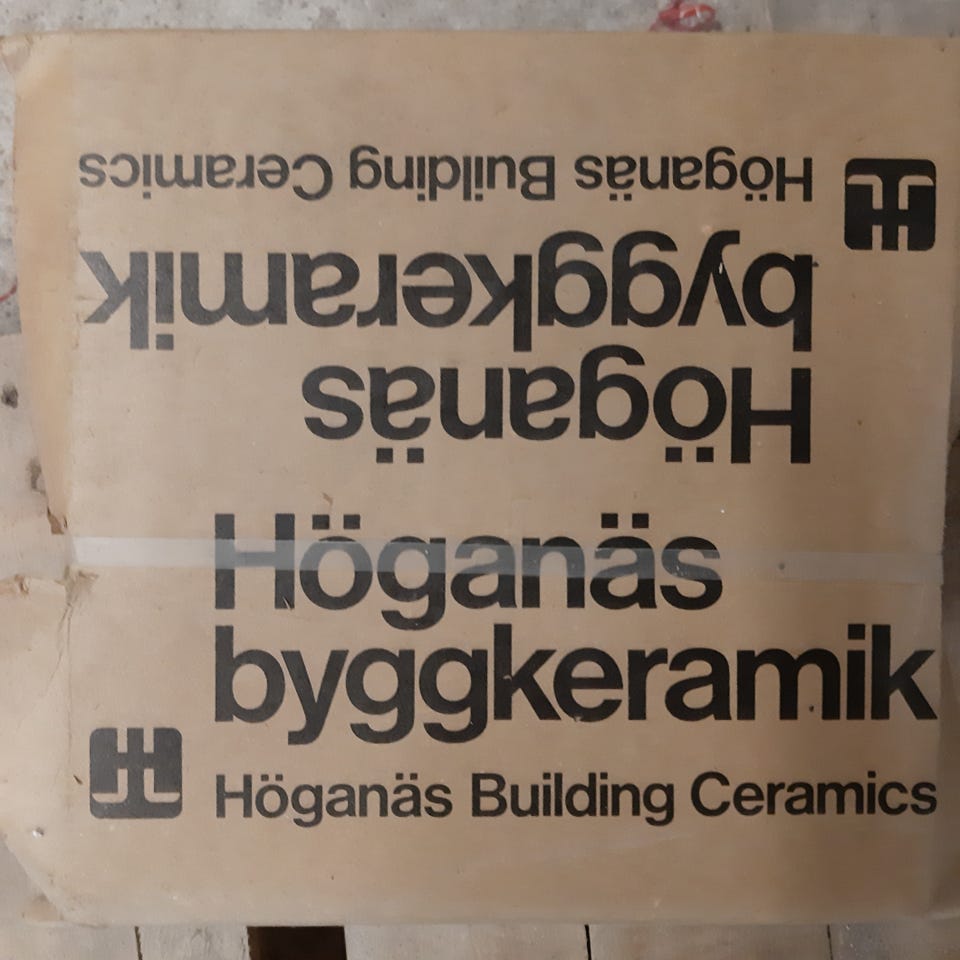 Höganäs Building Ceramics
byggkeramik
Höganäs
Höganäs
byggkeramik
Höganäs Building Ceramics